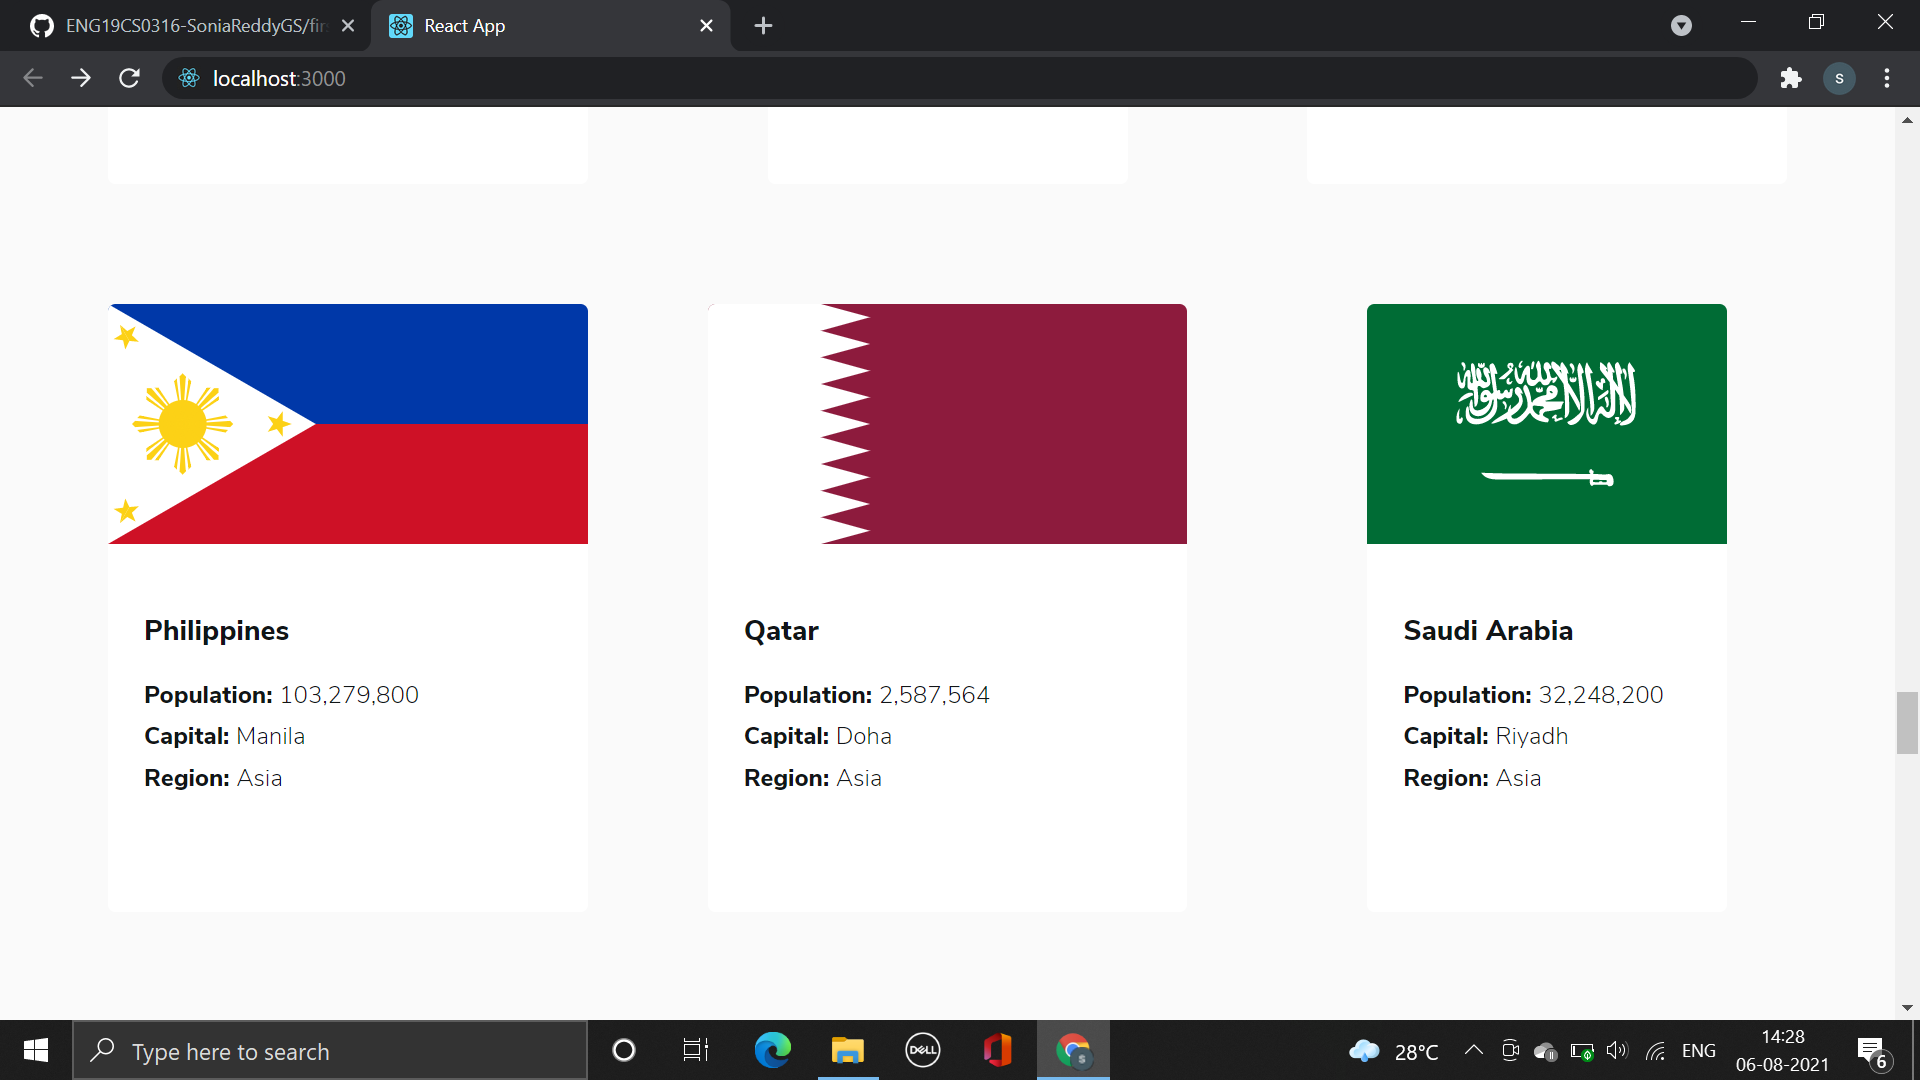 ENG19CS0316-SoniaReddyGS/fir
React App
localhost:3000
S
لا إله إلا الله محمد رسول الله
Philippines
Qatar
Saudi Arabia
Population: 103,279,800
Population: 2,587,564
Population: 32,248,200
Capital: Manila
Capital: Doha
Capital: Riyadh
Region: Asia
Region: Asia
Region: Asia
Type here to search
DELL
S
28°C
ENG
14:28
06-08-2021
6